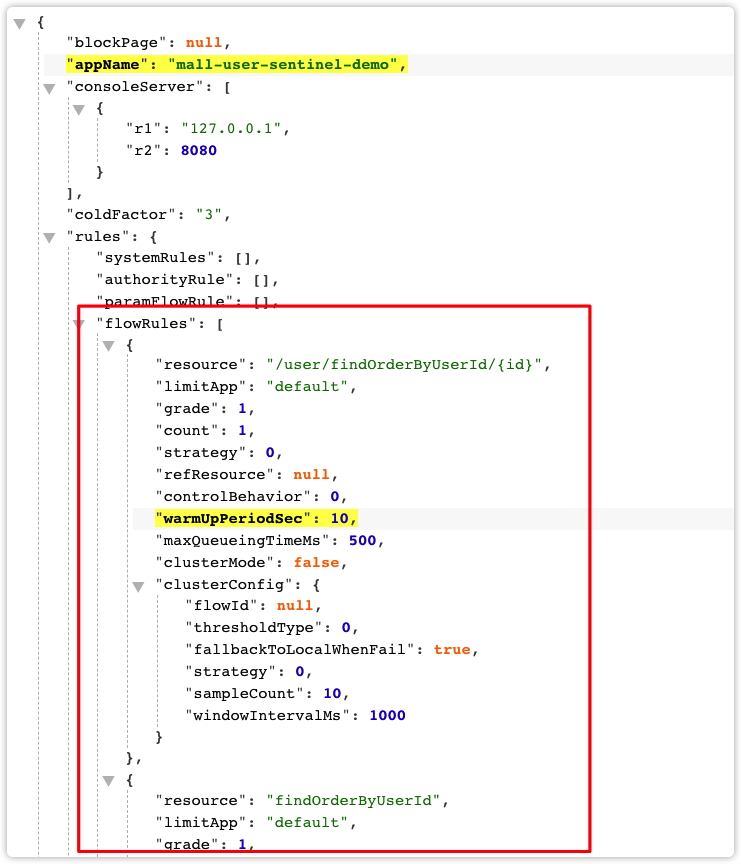 {
"blockPage": null,
"appName": "mall-user-sentinel-demo",
"consoleServer": [
{
"r1": "127.0.0.1",
"r2": 8080
}
],
"coldFactor": "3",
"rules": {
"systemRules": [],
"authorityRule": [],
"paramFlowRule": [],
"flowRules": [
{
"resource": "/user/findOrderByUserId/{id}",
"limitApp": "default",
"grade": 1,
"count": 1,
"strategy": 0,
"refResource": null,
"controlBehavior": 0,
"warmUpPeriodSec": 10,
"maxQueueingTimeMs": 500,
"clusterMode": false,
"clusterConfig": {
"flowId": null,
"thresholdType": 0,
"fallbackToLocalWhenFail": true,
"strategy": 0,
"sampleCount": 10,
"windowIntervalMs": 1000
}
},
{
"resource": "findOrderByUserId",
"limitApp": "default",
"grade": 1,